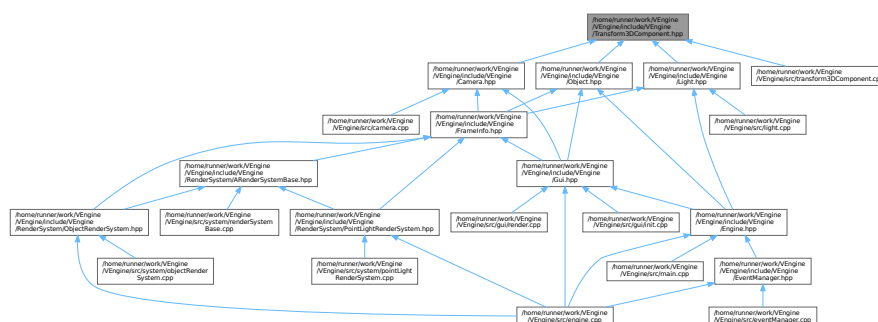 /home/runner/work/VEngine
/VEngine/include/VEngine
/Transform3DComponent.hpp
/home/runner/work/VEngine
/VEngine/include/VEngine
/Camera.hpp
/home/runner/work/VEngine
/VEngine/include/VEngine
/Object.hpp
/home/runner/work/VEngine
/VEngine/include/VEngine
/Light.hpp
/home/runner/work/VEngine
/VEngine/src/transform3DComponent.cp
/home/runner/work/VEngine
/VEngine/src/camera.cpp
/home/runner/work/VEngine
/VEngine/include/VEngine
/FrameInfo.hpp
/home/runner/work/VEngine
/VEngine/src/light.cpp
/home/runner/work/VEngine
/VEngine/include/VEngine
/RenderSystem/ARenderSystemBase.hpp
/home/runner/work/VEngine
/VEngine/include/VEngine
/Gui.hpp
/home/runner/work/VEngine
/VEngine/include/VEngine
/RenderSystem/ObjectRenderSystem.hpp
/home/runner/work/VEngine
/VEngine/src/system/renderSystem
Base.cpp
/home/runner/work/VEngine
/VEngine/include/VEngine
/RenderSystem/PointLightRenderSystem.hpp
/home/runner/work/VEngine
/VEngine/src/gui/render.cpp
/home/runner/work/VEngine
/VEngine/src/gui/init.cpp
/home/runner/work/VEngine
/VEngine/include/VEngine
/Engine.hpp
/home/runner/work/VEngine
/VEngine/src/system/objectRender
System.cpp
/home/runner/work/VEngine
/VEngine/src/system/pointLight
RenderSystem.cpp
/home/runner/work/VEngine
/VEngine/src/main.cpp
/home/runner/work/VEngine
/VEngine/include/VEngine
/EventManager.hpp
/home/runner/work/VEngine
/VEngine/src/engine.cpp
/home/runner/work/VEngine
/VEngine/src/eventManager.cpp